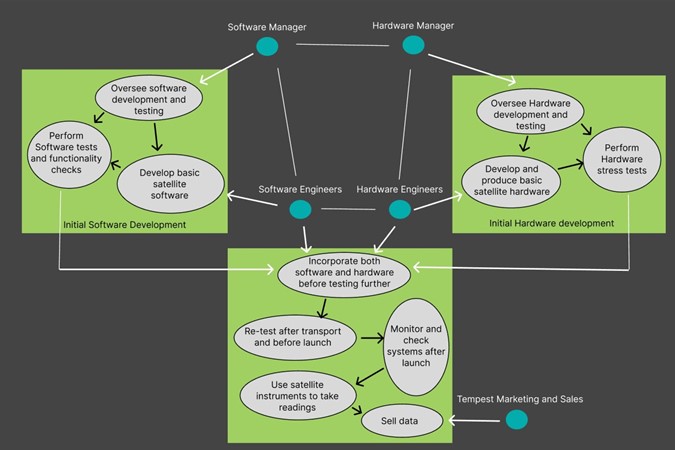 Software Manager
Hardware Manager
Oversee software
development and
testing
Perform
Software tests
and functionality
checks
Develop basic
satellite
software
Initial Software Development
Oversee Hardware
development and
testing
Perform
Hardware
stress tests
Develop and
produce basic
satellite hardware
Initial Hardware development
Software Engineers
Hardware Engineers
Incorporate both
software and hardware
before testing further
Re-test after transport
and before launch
Monitor and
check
systems after
launch
Use satellite
instruments to take
readings
Sell data
Tempest Marketing and Sales